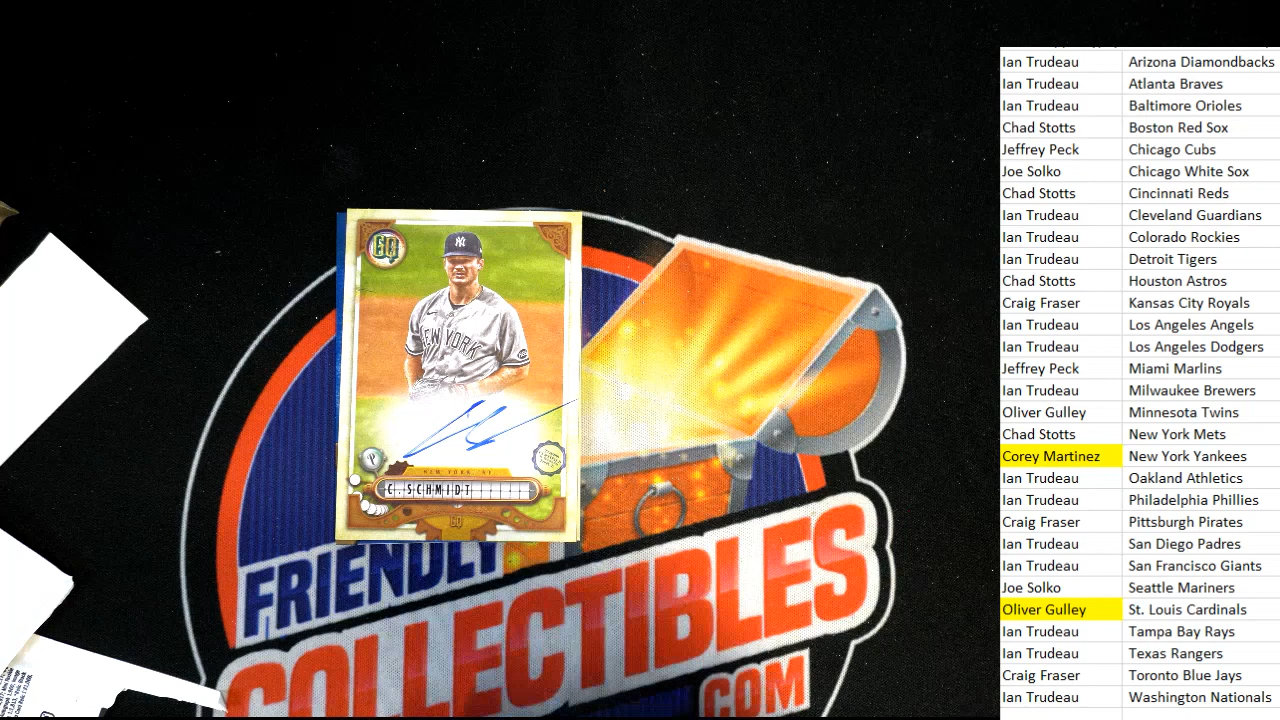 GQ
NEW YORK
NEW YORK, NY
P
C.SCHMIDT
GQ
FRIENDLY
COLLECTIBLES
.COM
Ian Trudeau Arizona Diamondbacks
Ian Trudeau Atlanta Braves
Ian Trudeau Baltimore Orioles
Chad Stotts Boston Red Sox
Jeffrey Peck Chicago Cubs
Joe Solko Chicago White Sox
Chad Stotts Cincinnati Reds
Ian Trudeau Cleveland Guardians
Ian Trudeau Colorado Rockies
Ian Trudeau Detroit Tigers
Chad Stotts Houston Astros
Craig Fraser Kansas City Royals
Ian Trudeau Los Angeles Angels
Ian Trudeau Los Angeles Dodgers
Jeffrey Peck Miami Marlins
Ian Trudeau Milwaukee Brewers
Oliver Gulley Minnesota Twins
Chad Stotts New York Mets
Corey Martinez New York Yankees
Ian Trudeau Oakland Athletics
Ian Trudeau Philadelphia Phillies
Craig Fraser Pittsburgh Pirates
Ian Trudeau San Diego Padres
Ian Trudeau San Francisco Giants
Joe Solko Seattle Mariners
Oliver Gulley St. Louis Cardinals
Ian Trudeau Tampa Bay Rays
Ian Trudeau Texas Rangers
Craig Fraser Toronto Blue Jays
Ian Trudeau Washington Nationals